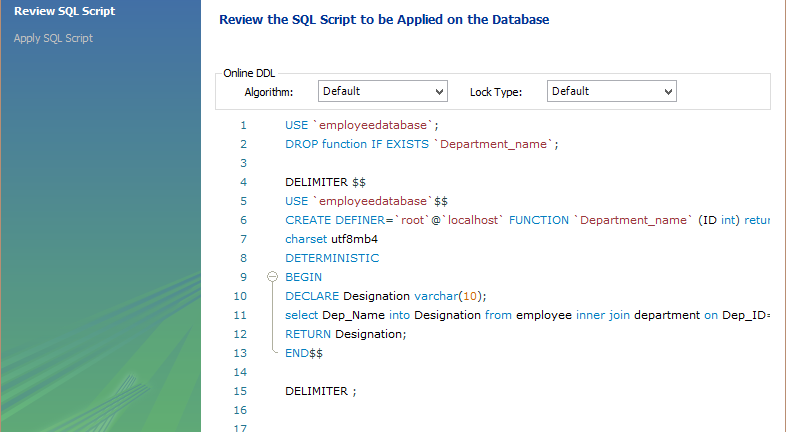 Review SQL Script
Apply SQL Script
Review the SQL Script to be Applied on the Database
Online DDL
Algorithm: Default Lock Type: Default
1 USE `employeedatabase`;
2 DROP function IF EXISTS `Department_name`;
3
4 DELIMITER $$
5 USE `employeedatabase`$$
6 CREATE DEFINER=`root`@`localhost` FUNCTION `Department_name` (ID int) retur
7 charset utf8mb4
8 DETERMINISTIC
9 BEGIN
10 DECLARE Designation varchar(10);
11 select Dep_Name into Designation from employee inner join department on Dep_ID=
12 RETURN Designation;
13 END$$
14
15 DELIMITER ;
16
17